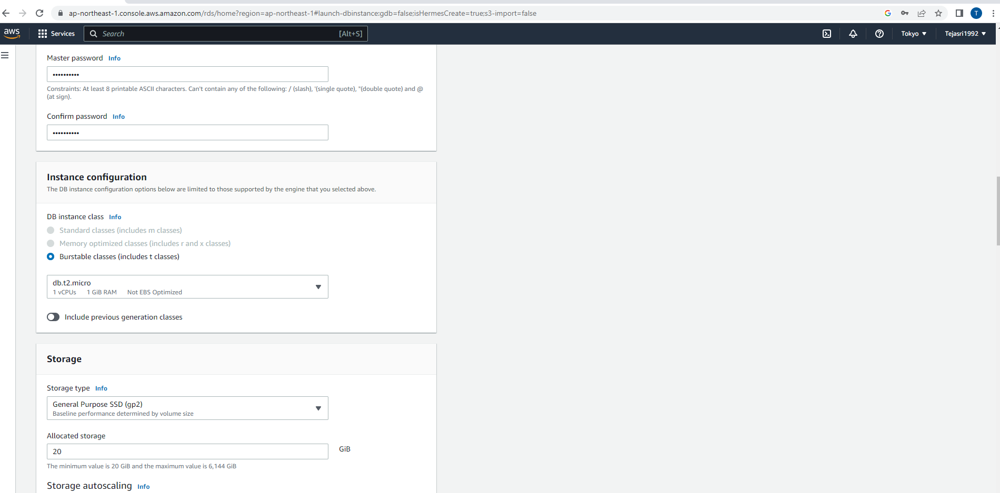 ap-northeast-1.console.aws.amazon.com/rds/home?region=ap-northeast-1#launch-dbinstance:gdb=false;isHermesCreate=true;s3-import=false
G
T
aws
Services
Search
[Alt+S]
Tokyo
Tejasri1992
Master password Info
••••••••••
Constraints: At least 8 printable ASCII characters. Can't contain any of the following: / (slash), '(single quote), "(double quote) and @
(at sign).
Confirm password Info
••••••••••
Instance configuration
The DB instance configuration options below are limited to those supported by the engine that you selected above.
DB instance class Info
Standard classes (includes m classes)
Memory optimized classes (includes r and x classes)
Burstable classes (includes t classes)
db.t2.micro
1 vCPUs 1 GiB RAM Not EBS Optimized
Include previous generation classes
Storage
Storage type Info
General Purpose SSD (gp2)
Baseline performance determined by volume size
Allocated storage
20
GiB
The minimum value is 20 GiB and the maximum value is 6,144 GiB
Storage autoscaling Info